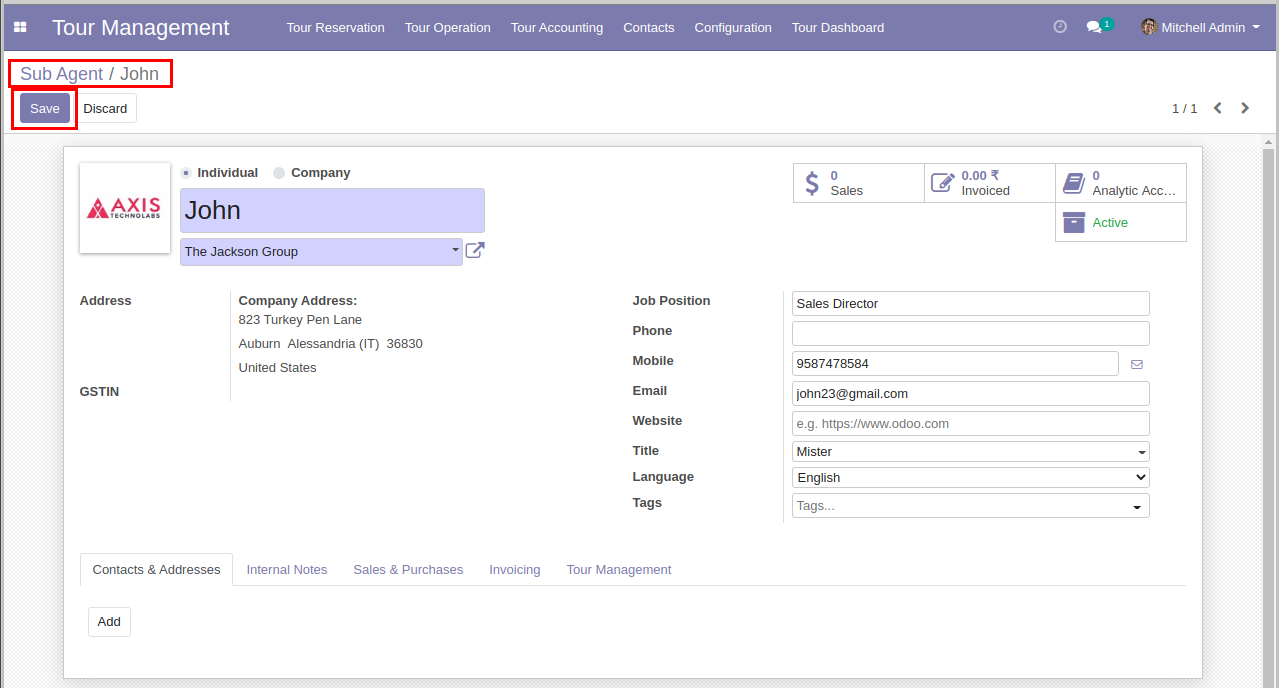 Tour Management Tour Reservation Tour Operation Tour Accounting Contacts Configuration Tour Dashboard 1 Mitchell Admin
Sub Agent / John
Save Discard 1 / 1
AXIS
TECHNOLABS
Individual Company
John
The Jackson Group
0
Sales
0.00 ₹
Invoiced
0
Analytic Acc...
Active
Address
Company Address:
823 Turkey Pen Lane
Auburn Alessandria (IT) 36830
United States
GSTIN
Job Position Sales Director
Phone
Mobile 9587478584
Email john23@gmail.com
Website e.g. https://www.odoo.com
Title Mister
Language English
Tags Tags...
Contacts & Addresses Internal Notes Sales & Purchases Invoicing Tour Management
Add